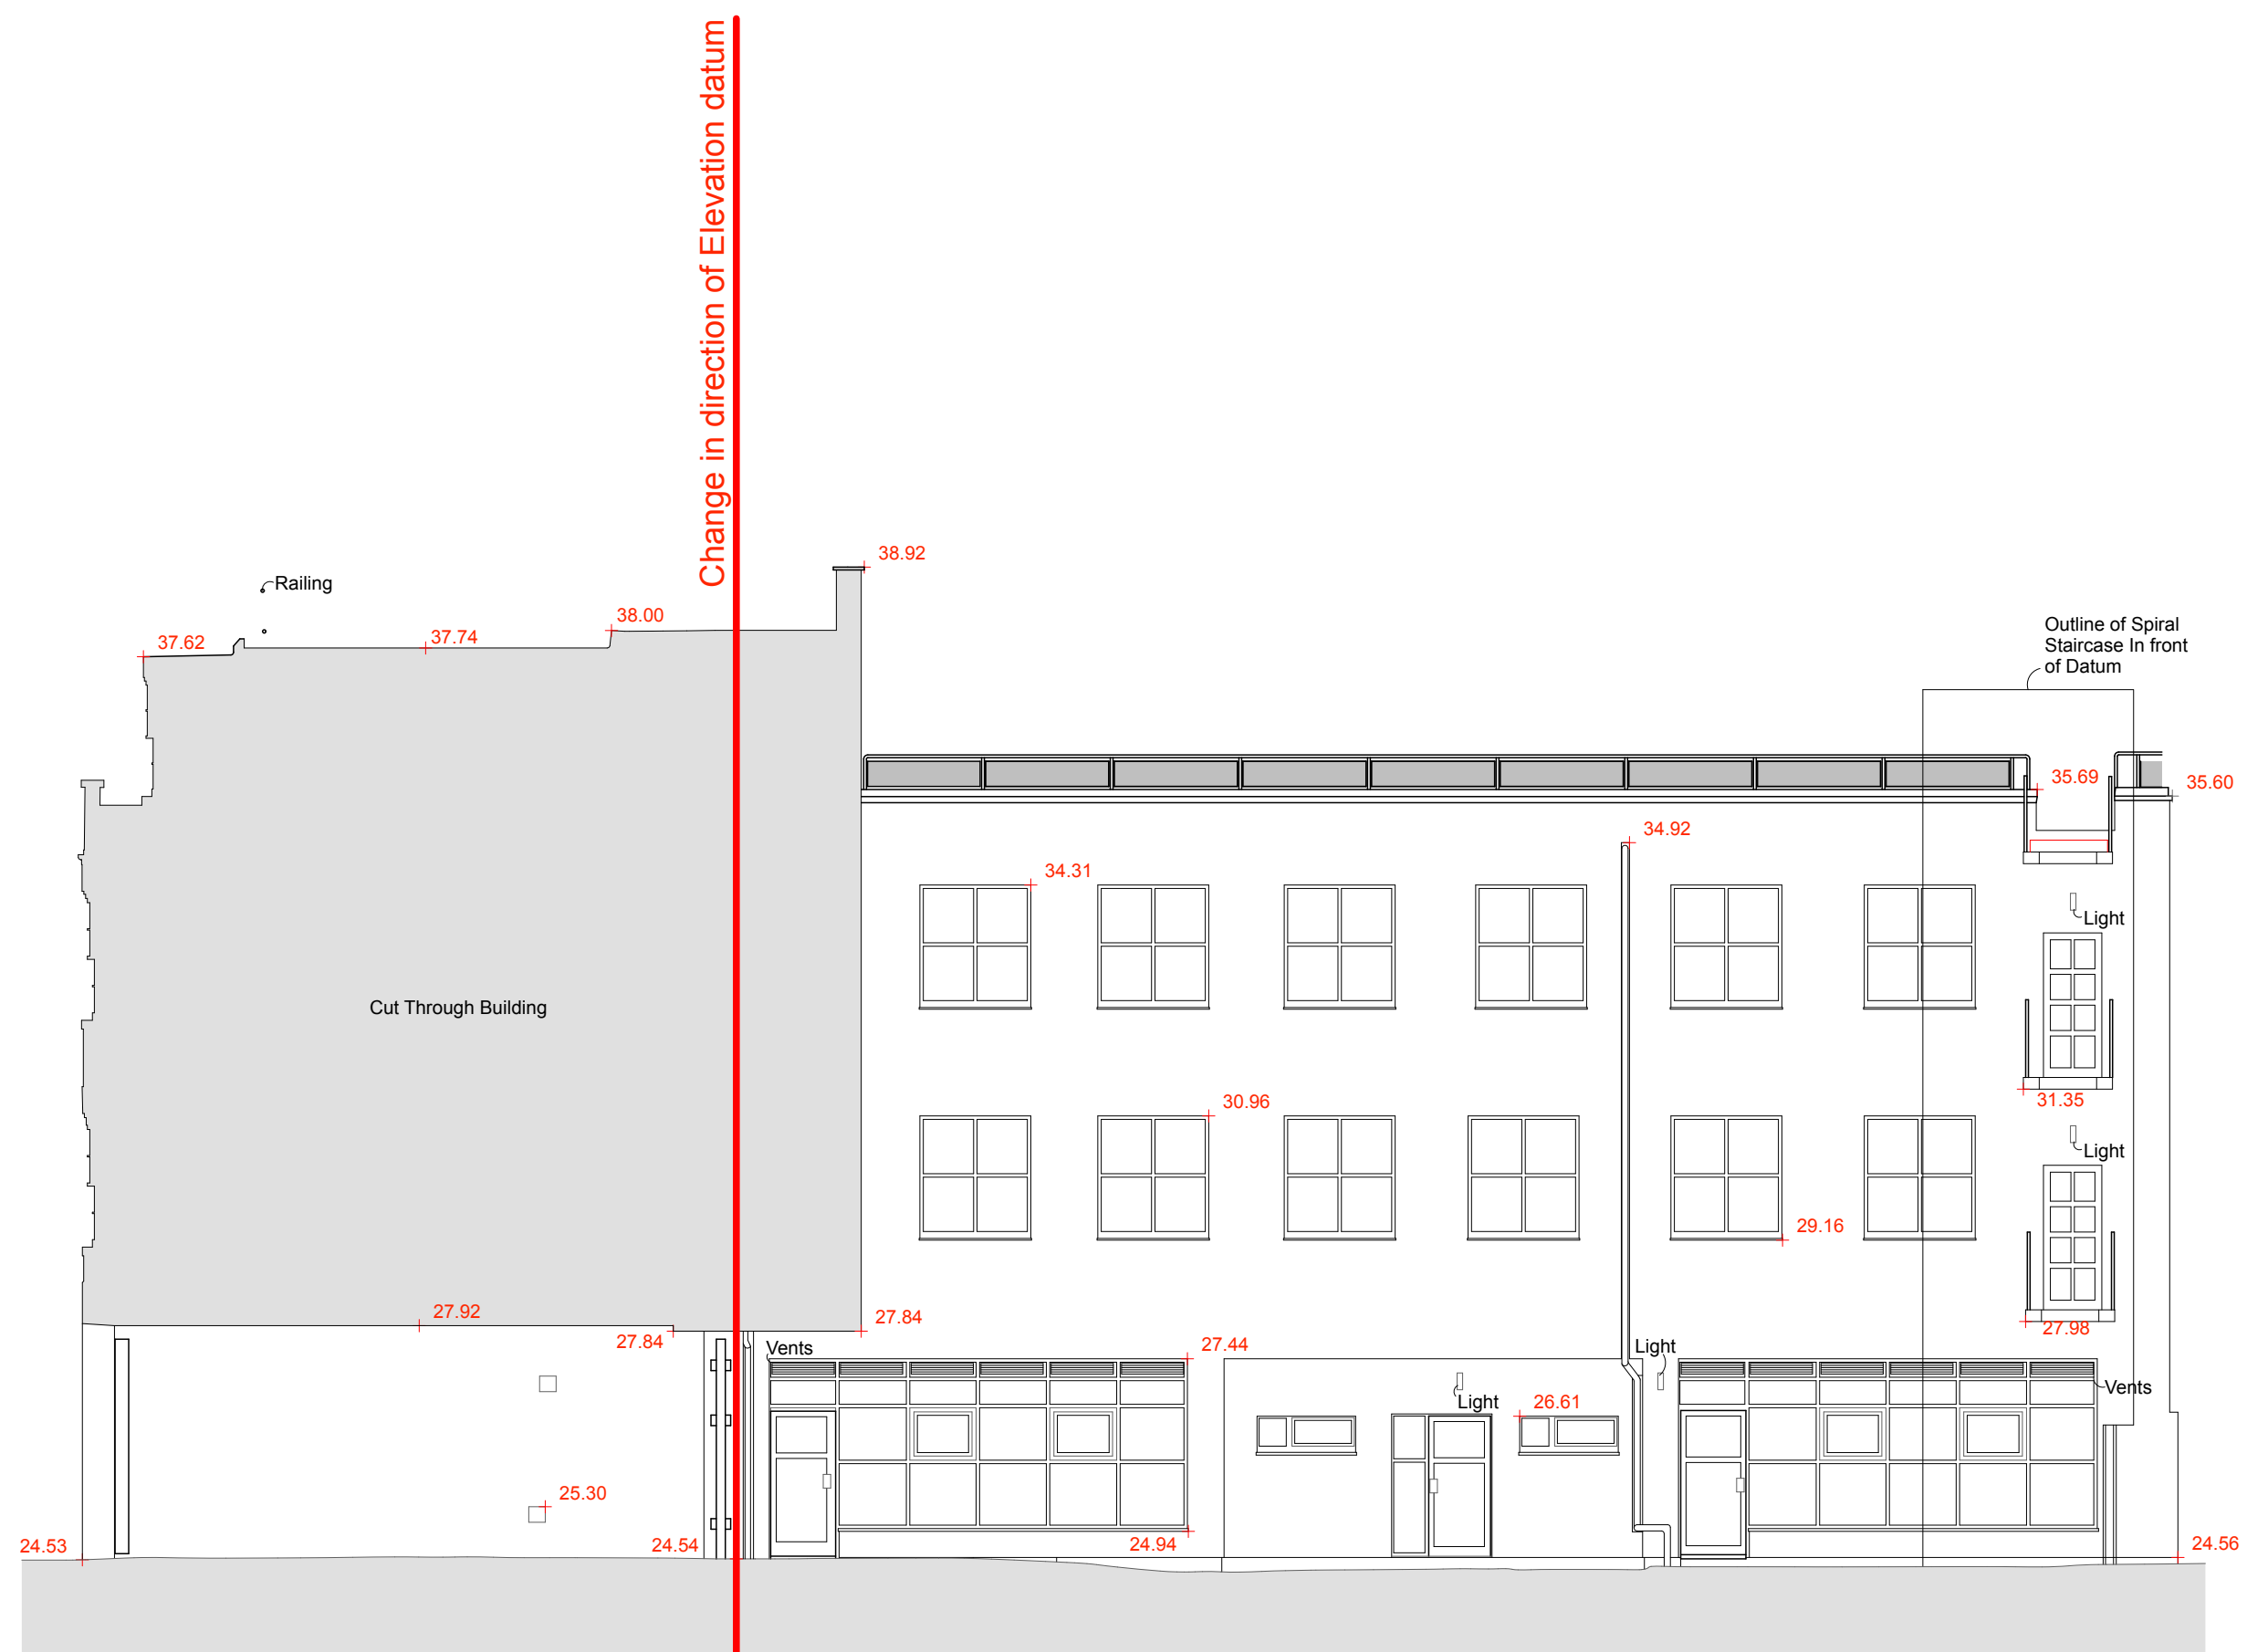 Change in direction of Elevation datum
38.92
Railing
38.00
37.74
37.62
Outline of Spiral
Staircase In front
of Datum
35.69
35.60
34.92
34.31
Light
Cut Through Building
31.35
30.96
Light
29.16
27.92
27.84
27.84
27.98
Vents
27.44
Light
Light
26.61
Vents
25.30
24.53
24.54
24.94
24.56